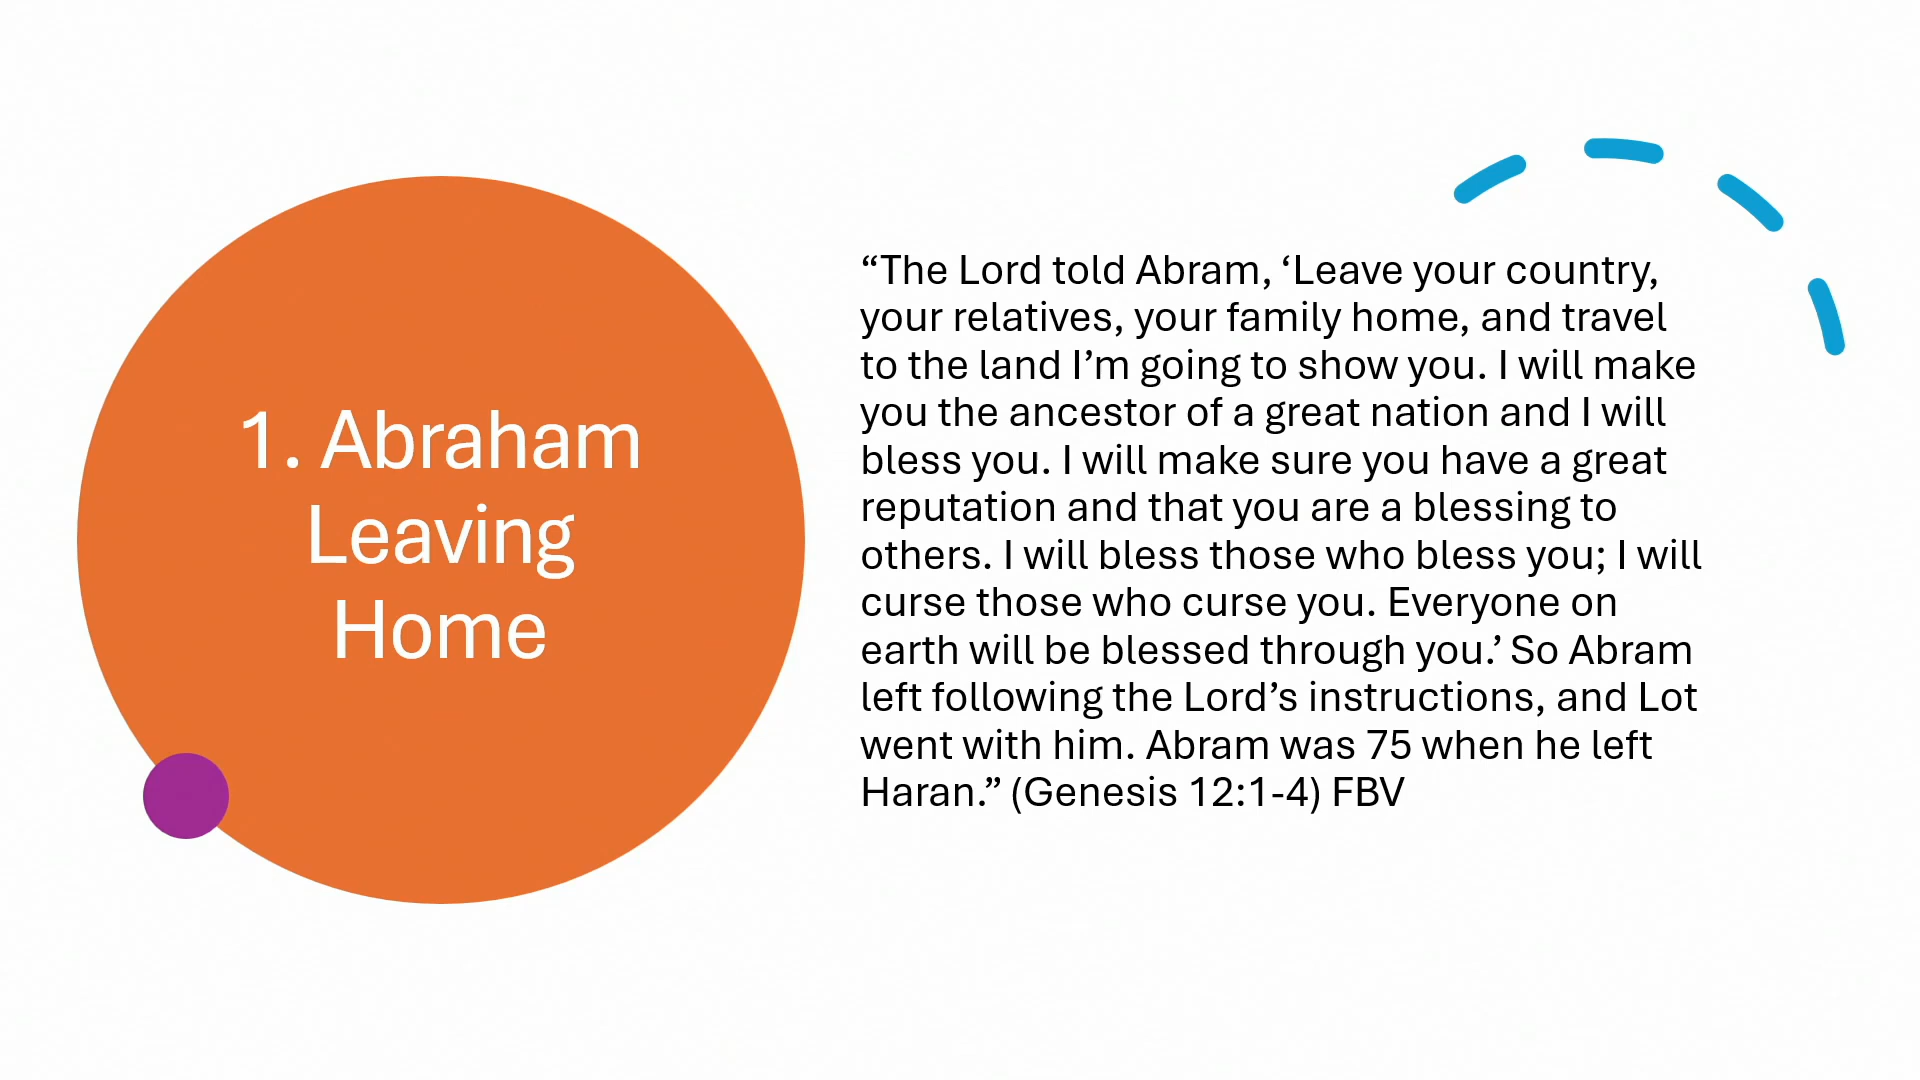 1. Abraham
Leaving
Home
“The Lord told Abram, ‘Leave your country,
your relatives, your family home, and travel
to the land I’m going to show you. I will make
you the ancestor of a great nation and I will
bless you. I will make sure you have a great
reputation and that you are a blessing to
others. I will bless those who bless you; I will
curse those who curse you. Everyone on
earth will be blessed through you.’ So Abram
left following the Lord’s instructions, and Lot
went with him. Abram was 75 when he left
Haran.” (Genesis 12:1-4) FBV